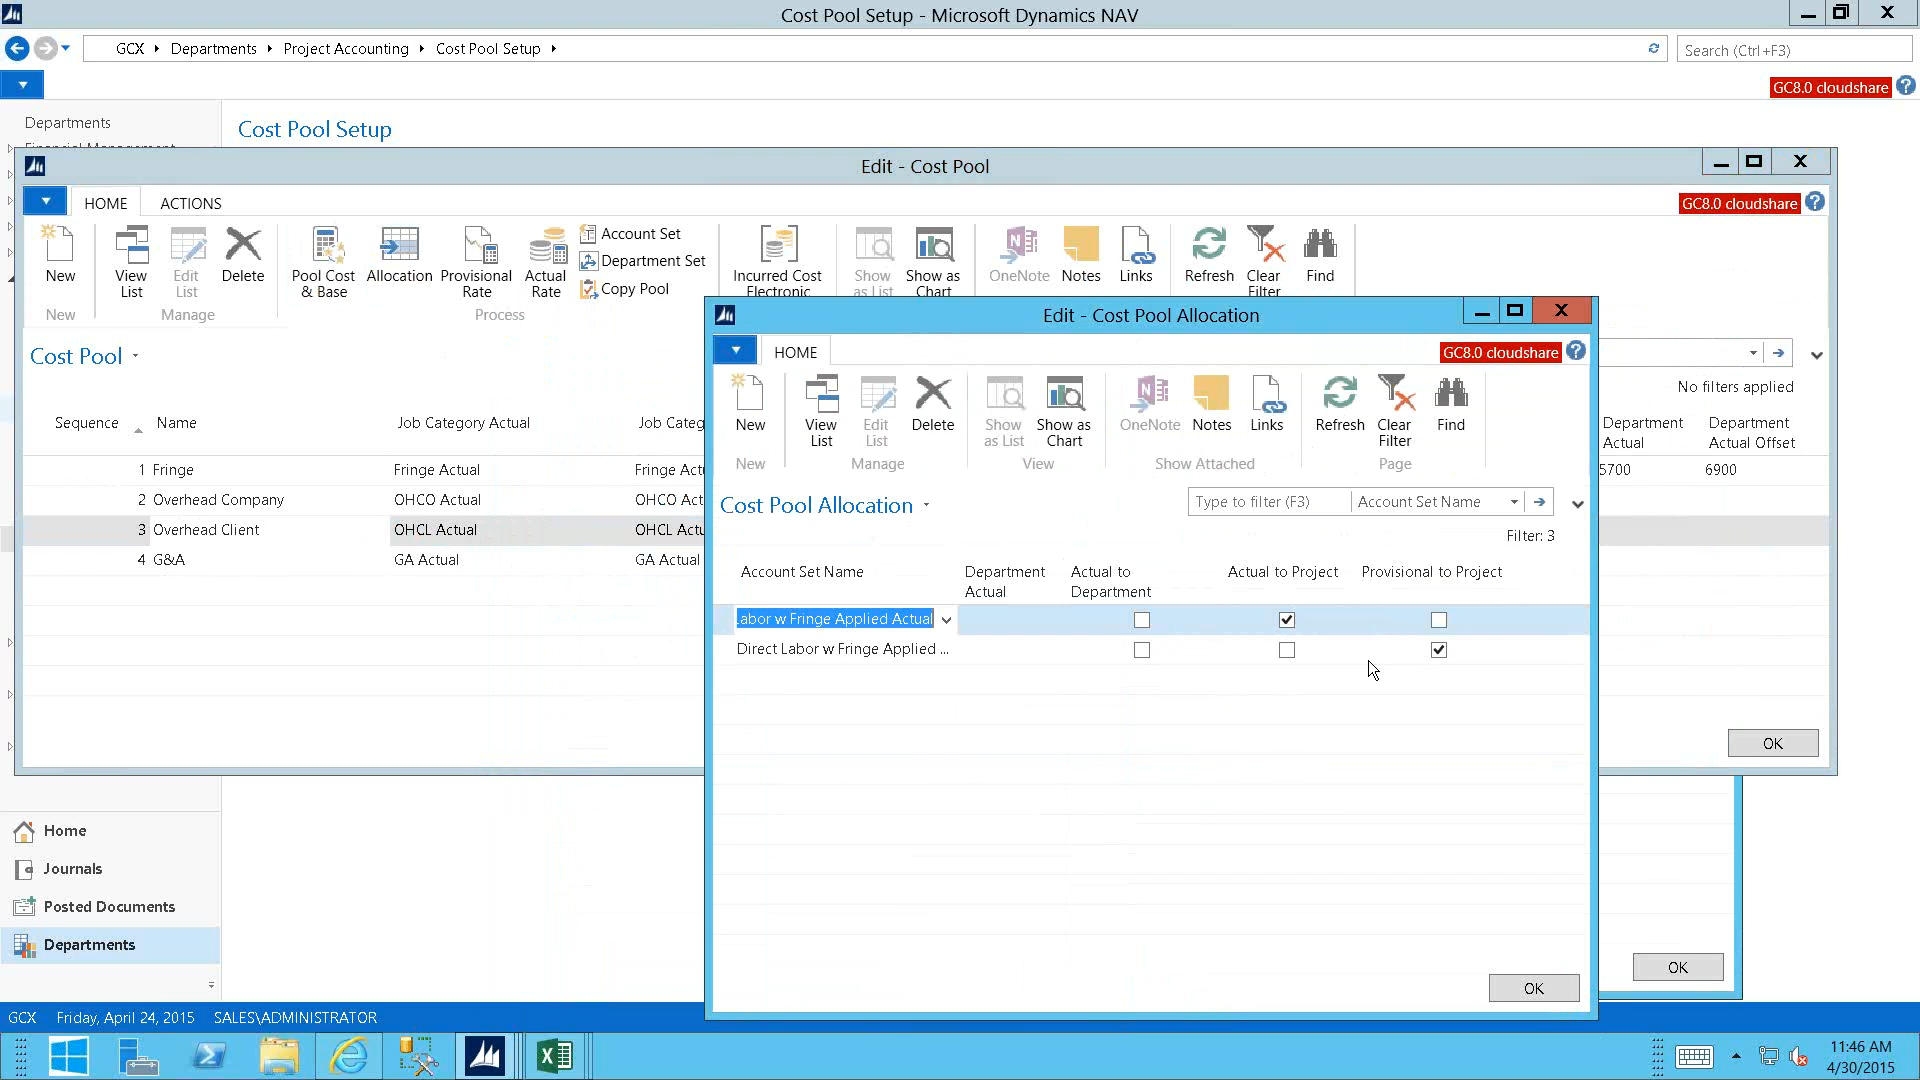 Cost Pool Setup - Microsoft Dynamics NAV
GCX Departments Project Accounting Cost Pool Setup
Search (Ctrl+F3)
GC8.0 cloudshare
Departments
Cost Pool Setup
Edit - Cost Pool
HOME ACTIONS
GC8.0 cloudshare
New
View List
Edit List
Delete
Pool Cost & Base
Allocation
Provisional Rate
Actual Rate
Account Set
Department Set
Copy Pool
Incurred Cost Electronic
Show as List
Show as Chart
OneNote
Notes
Links
Refresh
Clear Filter
Find
New
Manage
Process
Cost Pool
No filters applied
Sequence Name Job Category Actual Job Categ
Department Actual
Department Actual Offset
1 Fringe Fringe Actual Fringe Act 5700 6900
2 Overhead Company OHCO Actual OHCO Act
3 Overhead Client OHCL Actual OHCL Actu
4 G&A GA Actual GA Actual
OK
Edit - Cost Pool Allocation
HOME
GC8.0 cloudshare
New
View List
Edit List
Delete
Show as List
Show as Chart
OneNote
Notes
Links
Refresh
Clear Filter
Find
New
Manage
View
Show Attached
Page
Cost Pool Allocation
Type to filter (F3)
Account Set Name
Filter: 3
Account Set Name
Department Actual
Actual to Department
Actual to Project
Provisional to Project
Labor w Fringe Applied Actual
Direct Labor w Fringe Applied ...
OK
OK
Home
Journals
Posted Documents
Departments
GCX Friday, April 24, 2015 SALES\ADMINISTRATOR
11:46 AM
4/30/2015